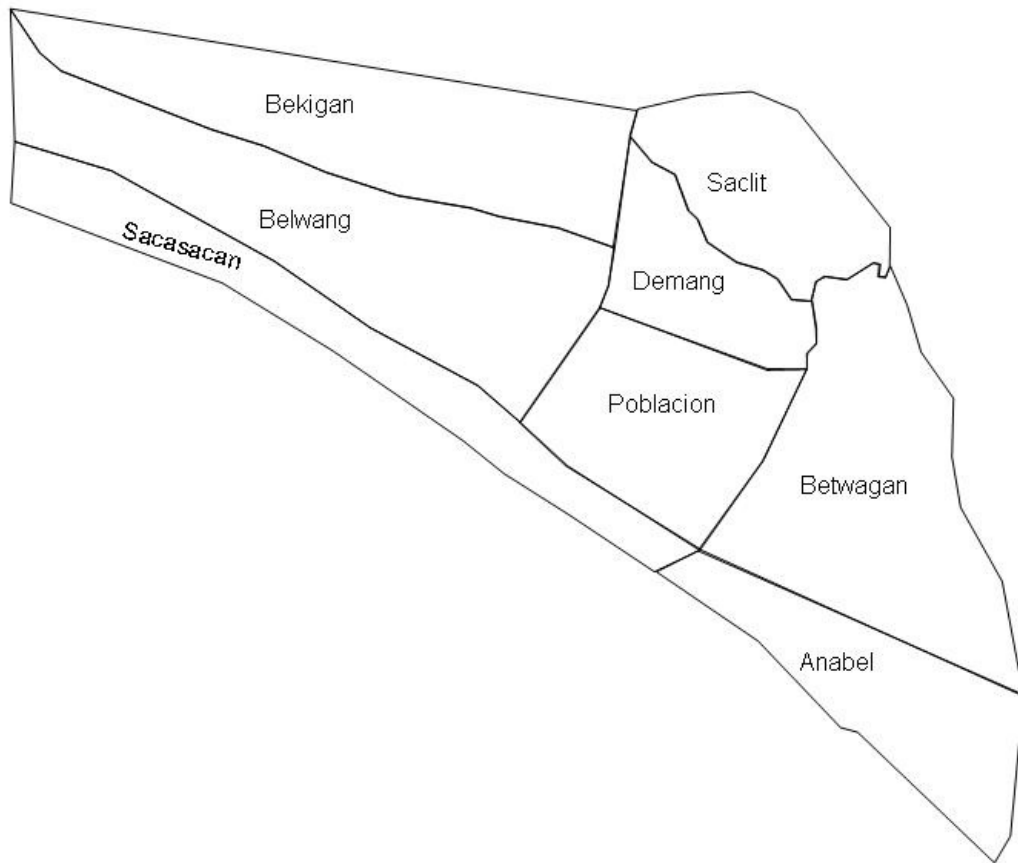 Bekigan
Saclit
Belwang
Sacasacan
Demang
Poblacion
Betwagan
Anabel